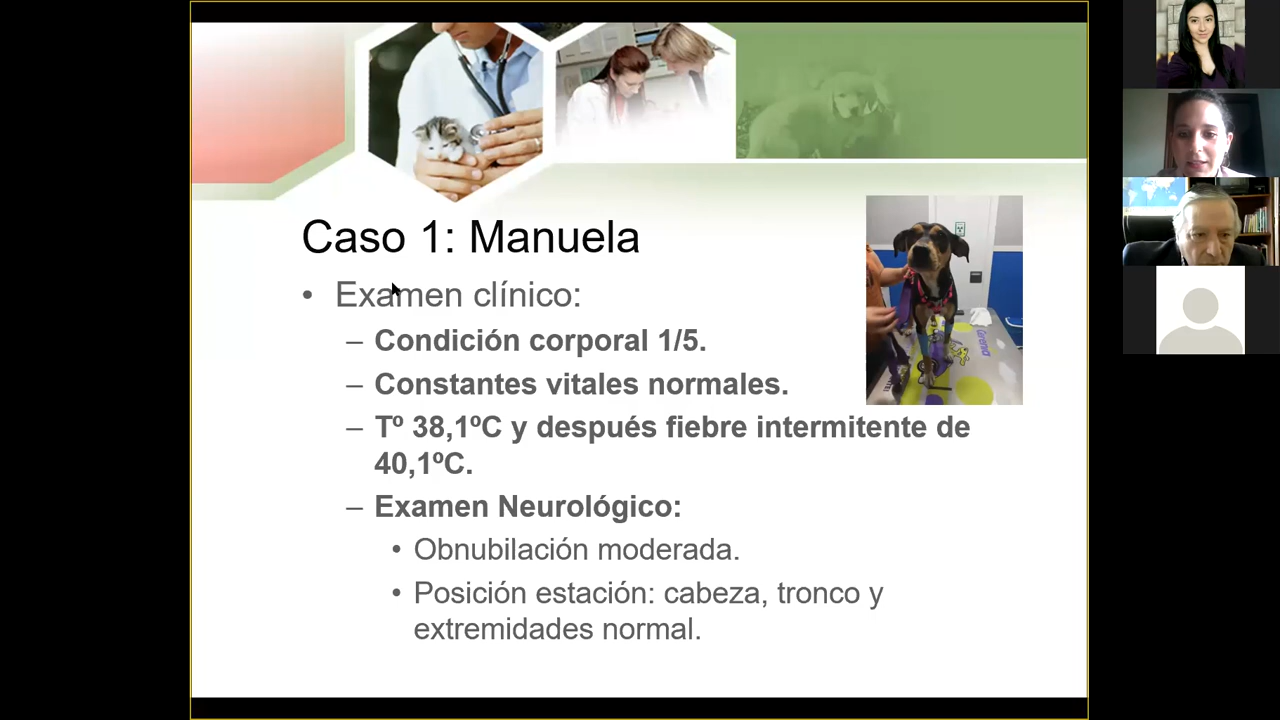 Caso 1: Manuela
• Examen clínico:
– Condición corporal 1/5.
– Constantes vitales normales.
– Tº 38,1ºC y después fiebre intermitente de
40,1ºC.
– Examen Neurológico:
• Obnubilación moderada.
• Posición estación: cabeza, tronco y
extremidades normal.